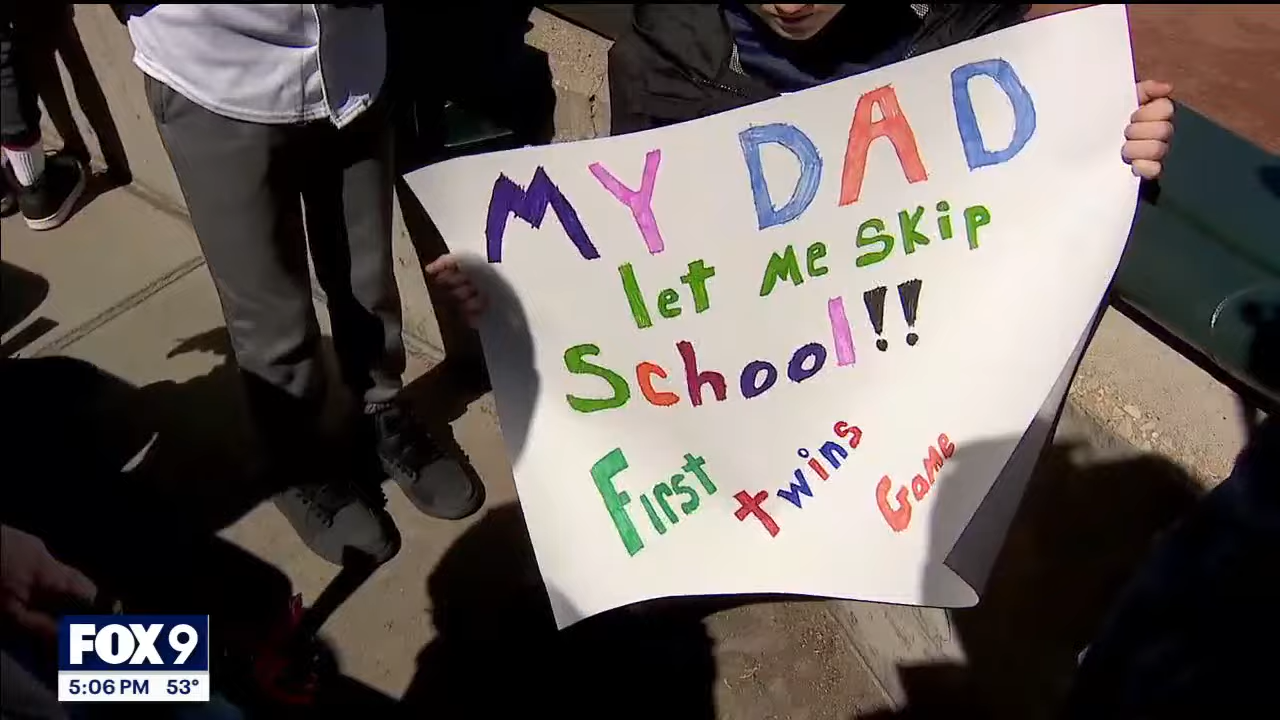 MY DAD
let Me SKip
School!!
First twins Game
FOX 9
5:06 PM 53°